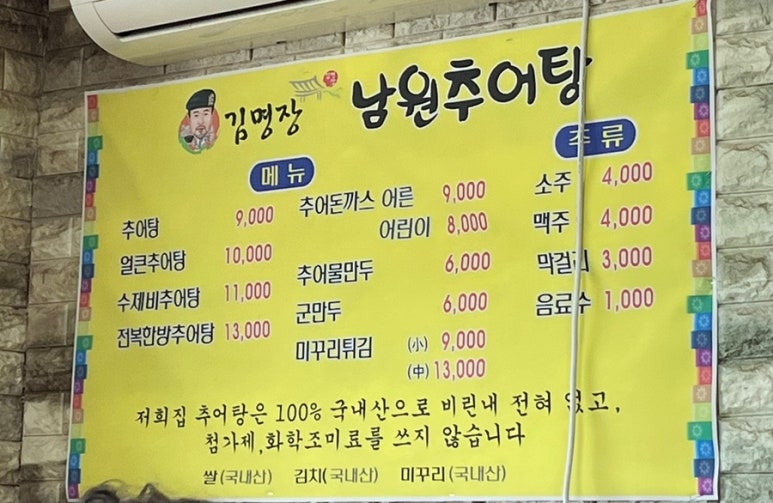 김명장 남원추어탕
메뉴
추어탕 9,000
얼큰추어탕 10,000
수제비추어탕 11,000
전복한방추어탕 13,000
추어돈까스 어른 9,000
어린이 8,000
추어물만두 6,000
군만두 6,000
미꾸리튀김 (小) 9,000
(中) 13,000
주류
소주 4,000
맥주 4,000
막걸리 3,000
음료수 1,000
저희집 추어탕은 100% 국내산으로 비린내 전혀 없고,
첨가제,화학조미료를 쓰지 않습니다
쌀(국내산) 김치(국내산) 미꾸리(국내산)